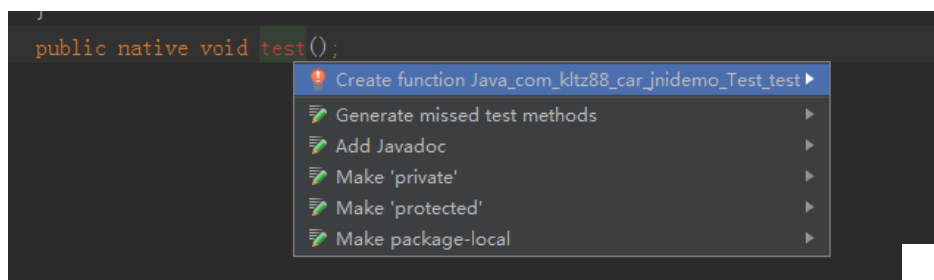 }
public native void test();
Create function Java_com_kltz88_car_jnidemo_Test_test
Generate missed test methods
Add Javadoc
Make 'private'
Make 'protected'
Make package-local